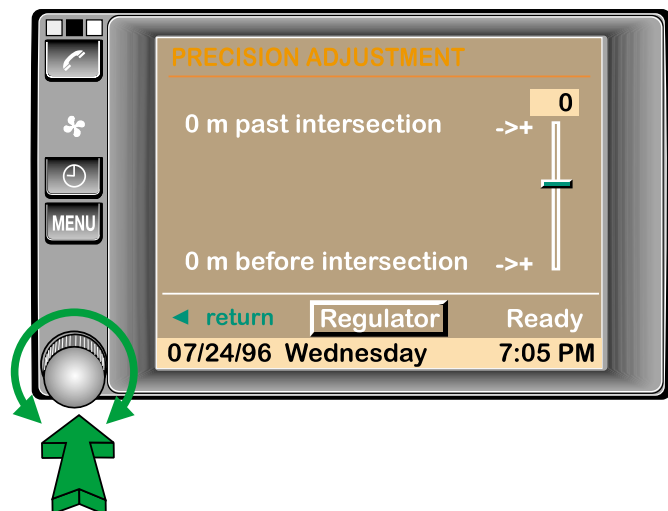 PRECISION ADJUSTMENT
0
0 m past intersection ->+
0 m before intersection ->+
◄ return Regulator Ready
07/24/96 Wednesday 7:05 PM
MENU